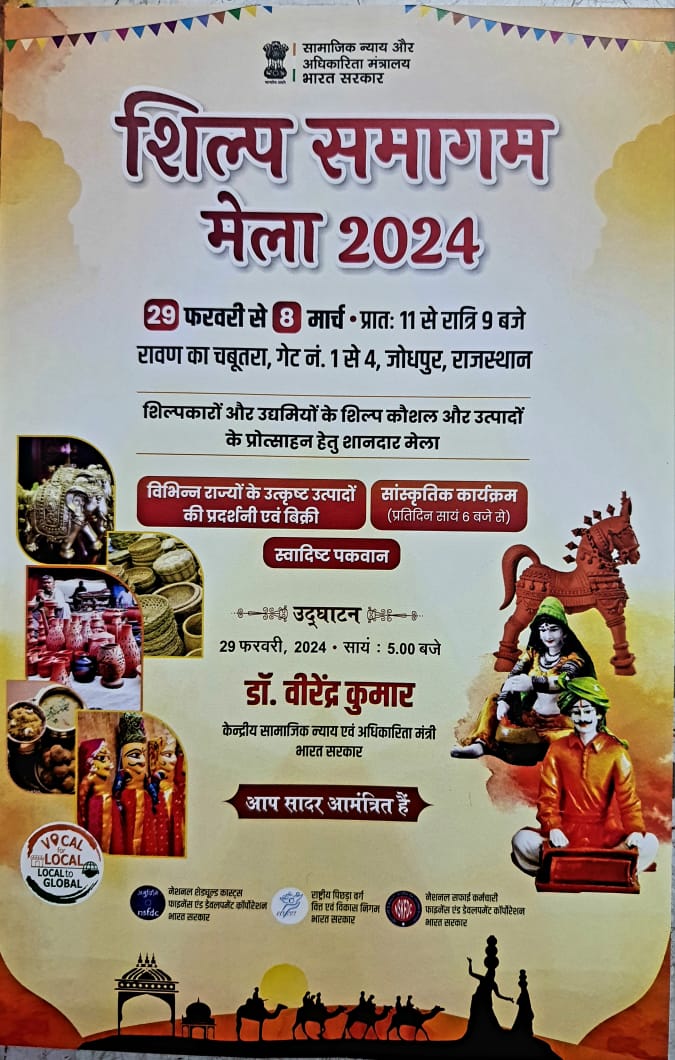 सामाजिक न्याय और
अधिकारिता मंत्रालय
भारत सरकार
शिल्प समागम
मेला 2024
29 फरवरी से 8 मार्च • प्रातः 11 से रात्रि 9 बजे
रावण का चबूतरा, गेट नं. 1 से 4, जोधपुर, राजस्थान
शिल्पकारों और उद्यमियों के शिल्प कौशल और उत्पादों
के प्रोत्साहन हेतु शानदार मेला
विभिन्न राज्यों के उत्कृष्ट उत्पादों
की प्रदर्शनी एवं बिक्री
सांस्कृतिक कार्यक्रम
(प्रतिदिन सायं 6 बजे से)
स्वादिष्ट पकवान
उद्घाटन
29 फरवरी, 2024 • सायं : 5.00 बजे
डॉ. वीरेंद्र कुमार
केन्द्रीय सामाजिक न्याय एवं अधिकारिता मंत्री
भारत सरकार
आप सादर आमंत्रित हैं
VOCAL
for
LOCAL
LOCAL to
GLOBAL
nsfdc
नेशनल शेड्यूल्ड कास्ट्स
फाइनेंस एंड डेवलपमेंट कॉर्पोरेशन
भारत सरकार
राष्ट्रीय पिछड़ा वर्ग
वित्त एवं विकास निगम
भारत सरकार
नेशनल सफाई कर्मचारी
फाइनेंस एंड डेवलपमेंट कॉर्पोरेशन
भारत सरकार